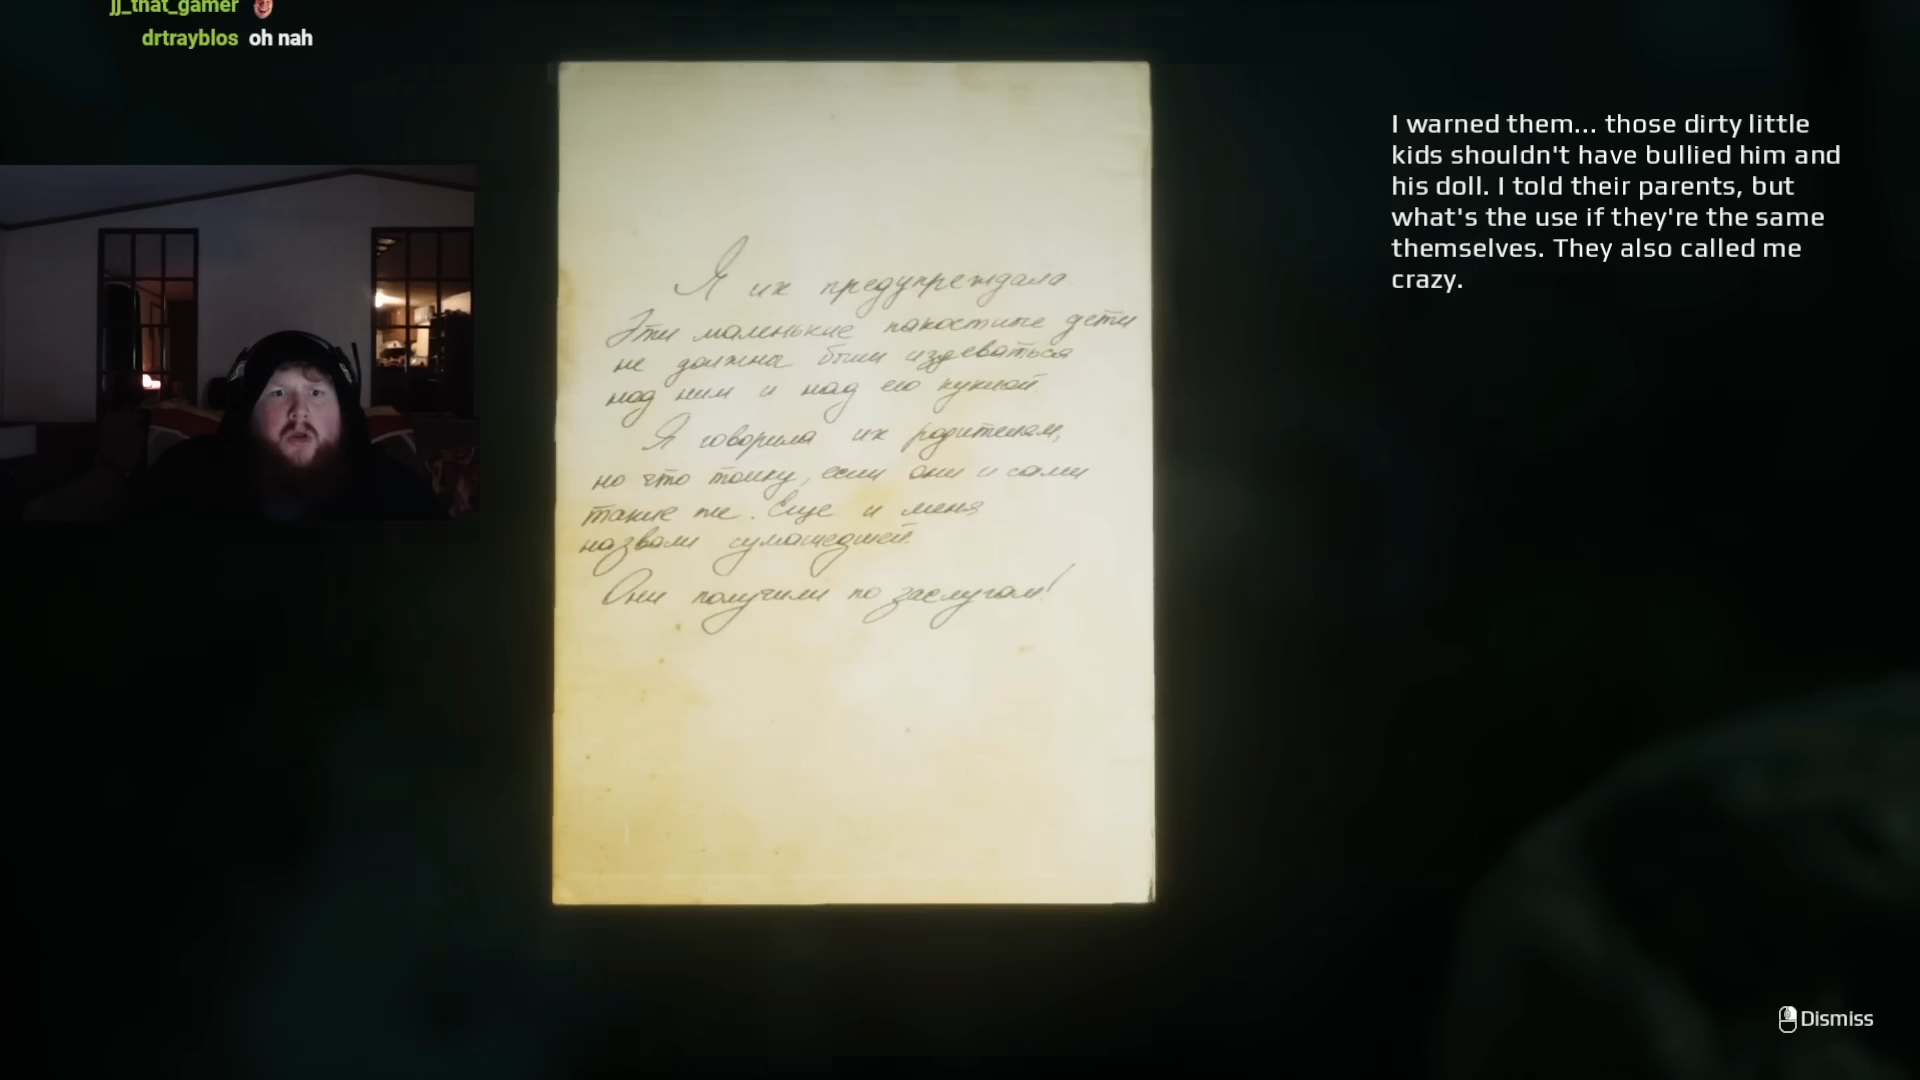 jj_that_gamer
drtrayblos oh nah
Я их предупреждала
Эти маленькие пакостные дети
не должны были издеваться
над ним и над его куклой.
Я говорила их родителям,
но что толку, если они и сами
такие же. Еще и меня
назвали сумашедшей.
Они получили по заслугам!
I warned them... those dirty little
kids shouldn't have bullied him and
his doll. I told their parents, but
what's the use if they're the same
themselves. They also called me
crazy.
Dismiss